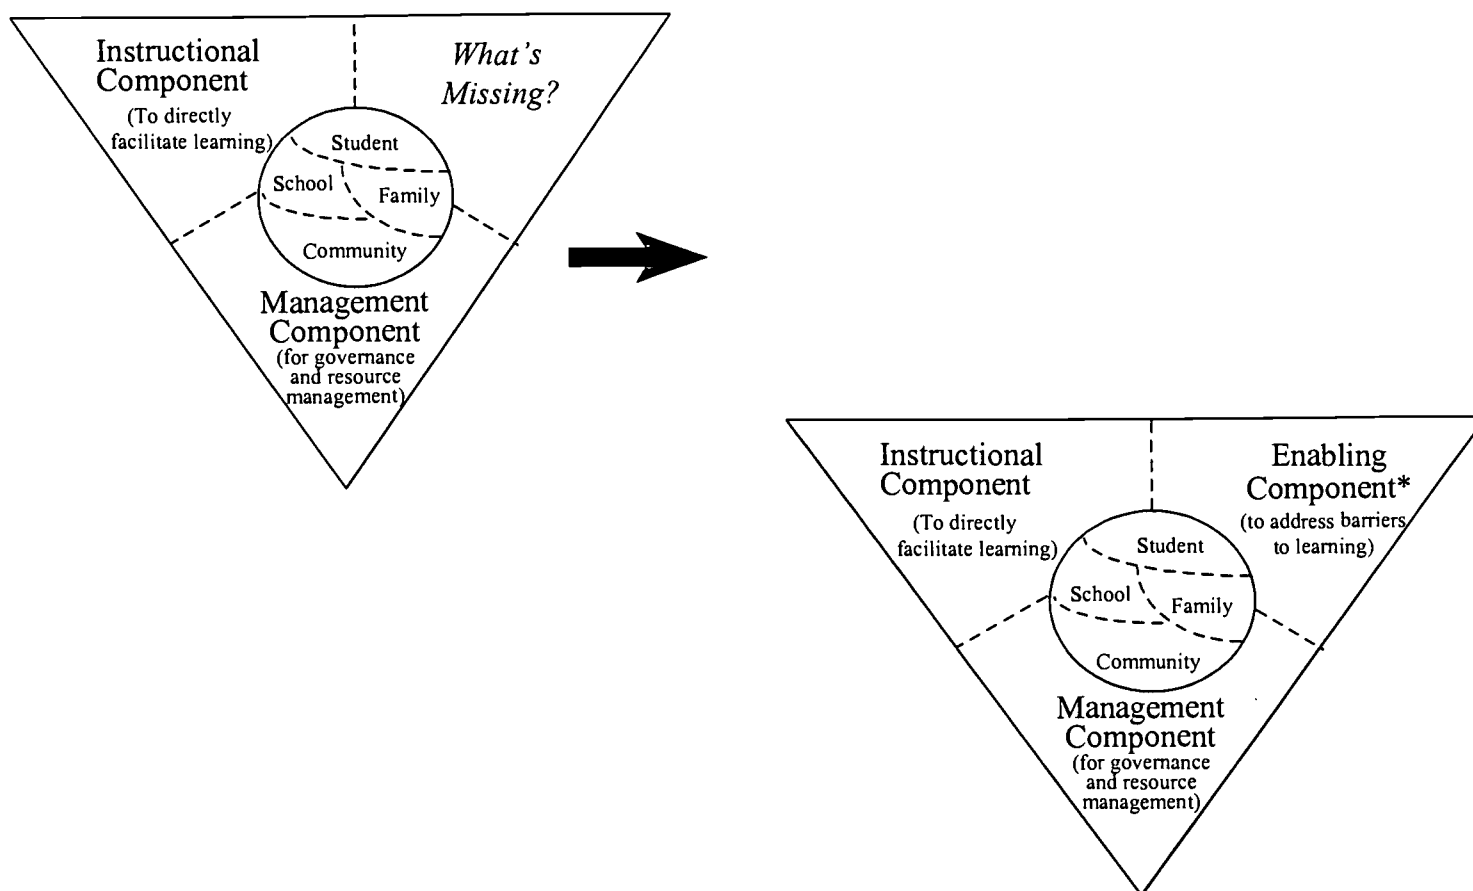 Instructional
Component
(To directly
facilitate learning)
What's
Missing?
Student
School
Family
Community
Management
Component
(for governance
and resource
management)
Instructional
Component
(To directly
facilitate learning)
Enabling
Component*
(to address barriers
to learning)
Student
School
Family
Community
Management
Component
(for governance
and resource
management)